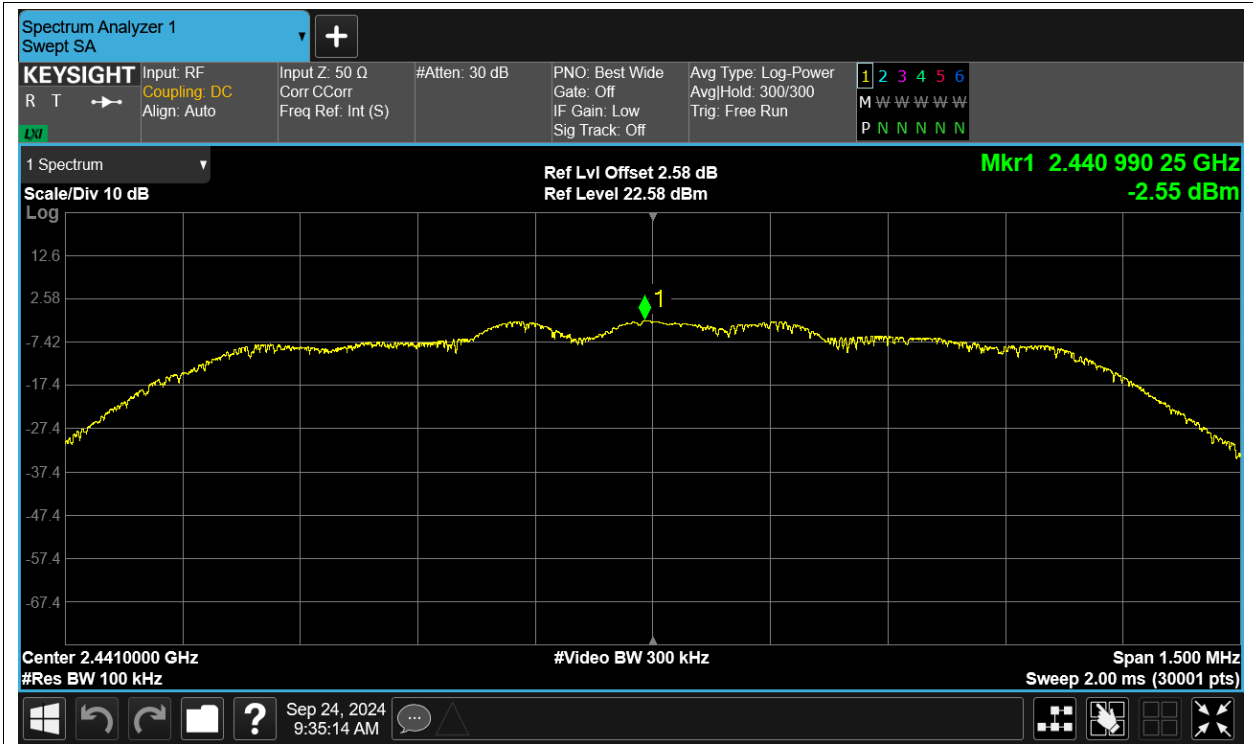 Spectrum Analyzer 1
Swept SA
KEYSIGHT
R T
LXI
Input: RF
Coupling: DC
Align: Auto
Input Z: 50 Ω
Corr CCorr
Freq Ref: Int (S)
#Atten: 30 dB
PNO: Best Wide
Gate: Off
IF Gain: Low
Sig Track: Off
Avg Type: Log-Power
Avg|Hold: 300/300
Trig: Free Run
1 2 3 4 5 6
M W W W W W
P N N N N N
1 Spectrum
Scale/Div 10 dB
Log
Ref Lvl Offset 2.58 dB
Ref Level 22.58 dBm
Mkr1 2.440 990 25 GHz
-2.55 dBm
12.6
2.58
1
-7.42
-17.4
-27.4
-37.4
-47.4
-57.4
-67.4
Center 2.4410000 GHz
#Video BW 300 kHz
Span 1.500 MHz
#Res BW 100 kHz
Sweep 2.00 ms (30001 pts)
?
Sep 24, 2024
9:35:14 AM